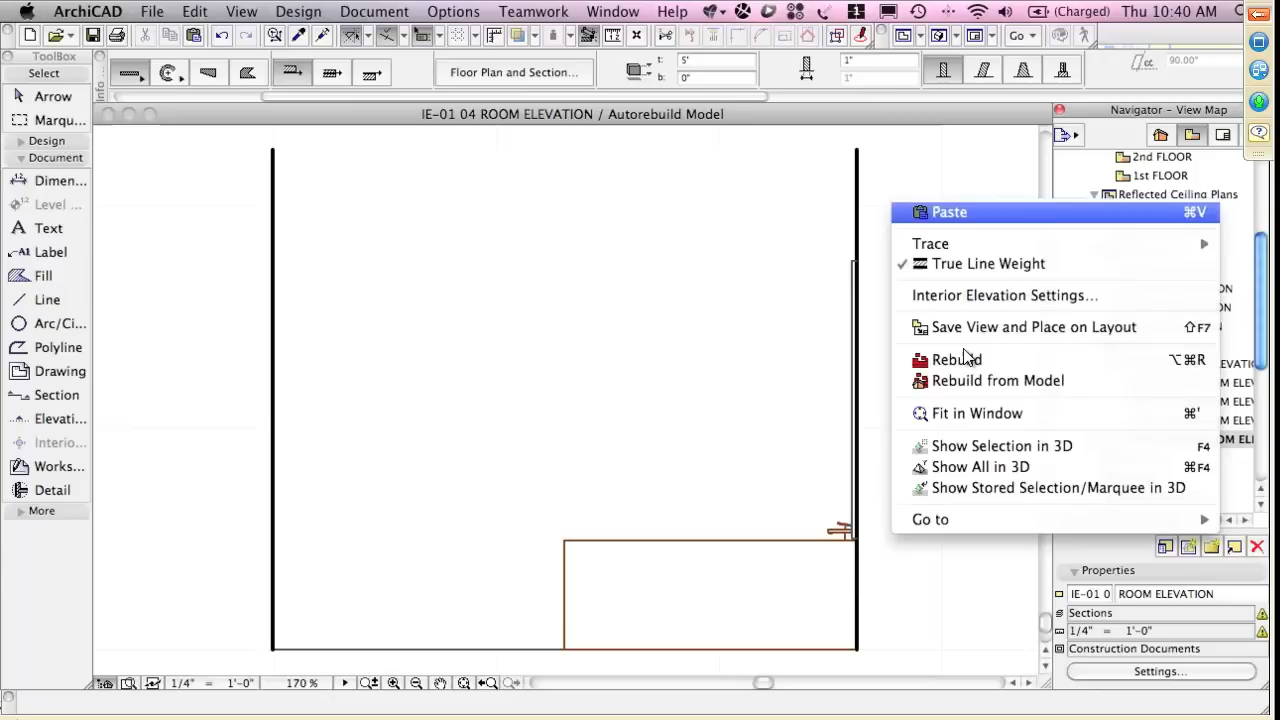 ArchiCAD File Edit View Design Document Options Teamwork Window Help (Charged) Thu 10:40 AM
Go
ToolBox
Select
Arrow
Marqu...
Design
Document
Dimen...
Level ...
Text
Label
Fill
Line
Arc/Ci...
Polyline
Drawing
Section
Elevati...
Interio...
Works...
Detail
More
Info
Floor Plan and Section...
t: 5'
b: 0"
1"
1"
90.00°
IE-01 04 ROOM ELEVATION / Autorebuild Model
Navigator - View Map
2nd FLOOR
1st FLOOR
Reflected Ceiling Plans
Paste ⌘V
Trace
True Line Weight
Interior Elevation Settings...
Save View and Place on Layout ⇧F7
Rebuild ⌥⌘R
Rebuild from Model
Fit in Window ⌘'
Show Selection in 3D F4
Show All in 3D ⌘F4
Show Stored Selection/Marquee in 3D
Go to
Properties
IE-01 0 ROOM ELEVATION
Sections
1/4" = 1'-0"
Construction Documents
Settings...
1/4" = 1'-0" 170 %